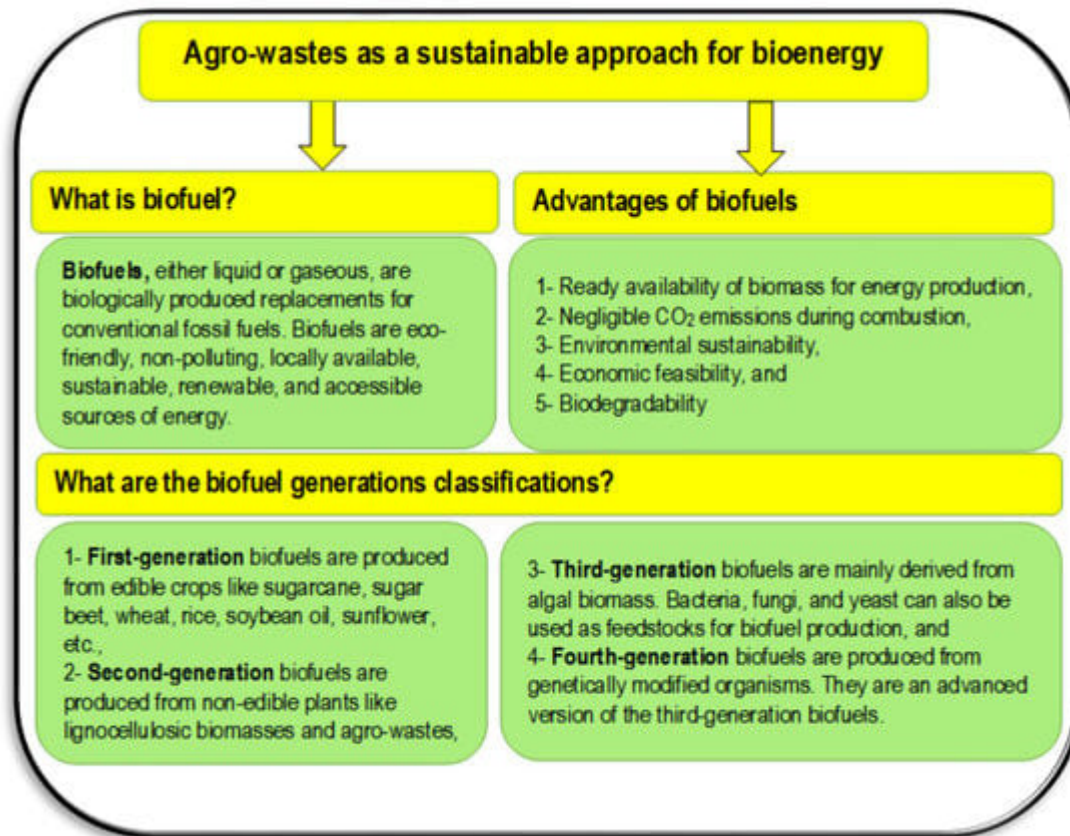 Agro-wastes as a sustainable approach for bioenergy
What is biofuel?
Biofuels, either liquid or gaseous, are
biologically produced replacements for
conventional fossil fuels. Biofuels are eco-
friendly, non-polluting, locally available,
sustainable, renewable, and accessible
sources of energy.
Advantages of biofuels
1- Ready availability of biomass for energy production,
2- Negligible CO₂ emissions during combustion,
3- Environmental sustainability,
4- Economic feasibility, and
5- Biodegradability
What are the biofuel generations classifications?
1- First-generation biofuels are produced
from edible crops like sugarcane, sugar
beet, wheat, rice, soybean oil, sunflower,
etc.,
2- Second-generation biofuels are
produced from non-edible plants like
lignocellulosic biomasses and agro-wastes,
3- Third-generation biofuels are mainly derived from
algal biomass. Bacteria, fungi, and yeast can also be
used as feedstocks for biofuel production, and
4- Fourth-generation biofuels are produced from
genetically modified organisms. They are an advanced
version of the third-generation biofuels.